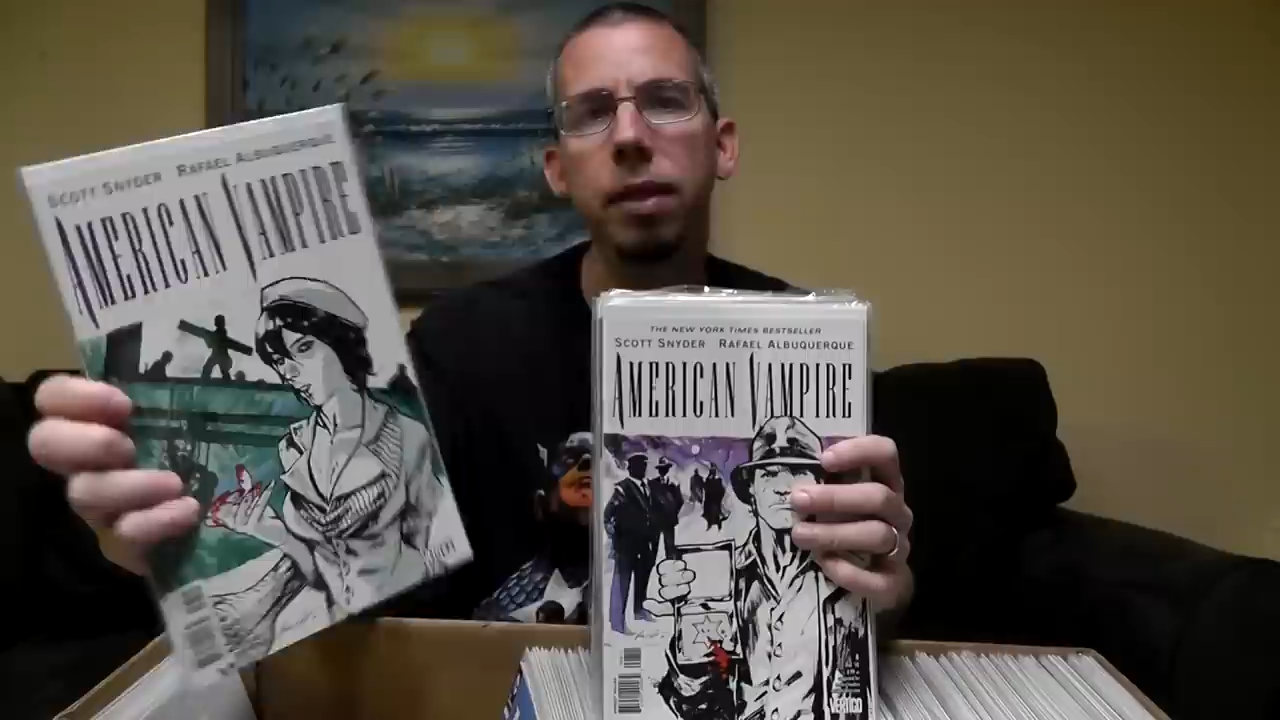 SCOTT SNYDER RAFAEL ALBUQUERQUE
AMERICAN VAMPIRE
THE NEW YORK TIMES BESTSELLER
SCOTT SNYDER RAFAEL ALBUQUERQUE
AMERICAN VAMPIRE
VERTIGO